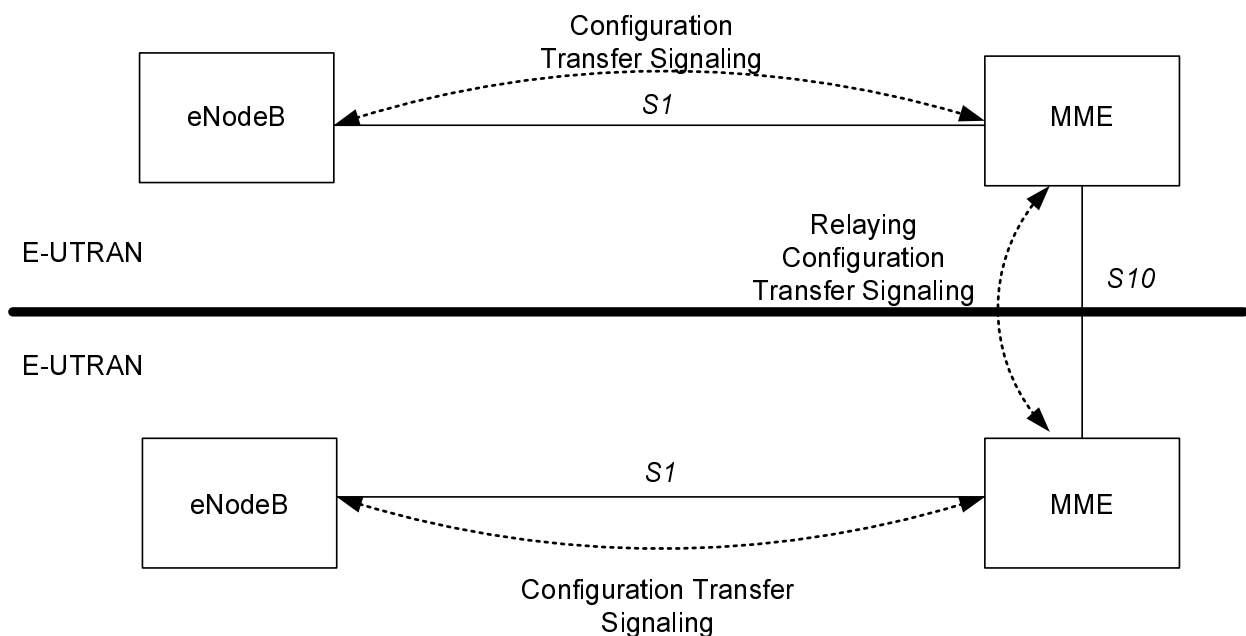 Configuration
Transfer Signaling
eNodeB
S1
MME
Relaying
Configuration
Transfer Signaling
E-UTRAN
S10
E-UTRAN
eNodeB
S1
MME
Configuration Transfer
Signaling